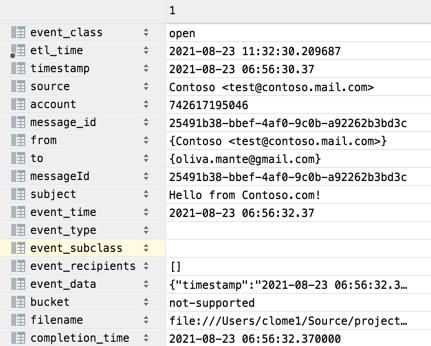 1
event_class open
etl_time 2021-08-23 11:32:30.209687
timestamp 2021-08-23 06:56:30.37
source Contoso <test@contoso.mail.com>
account 742617195046
message_id 25491b38-bbef-4af0-9c0b-a92262b3bd3c
from {Contoso <test@contoso.mail.com>}
to {oliva.mante@gmail.com}
messageId 25491b38-bbef-4af0-9c0b-a92262b3bd3c
subject Hello from Contoso.com!
event_time 2021-08-23 06:56:32.37
event_type
event_subclass
event_recipients []
event_data {"timestamp":"2021-08-23 06:56:32.3…
bucket not-supported
filename file:///Users/clome1/Source/project…
completion_time 2021-08-23 06:56:32.370000